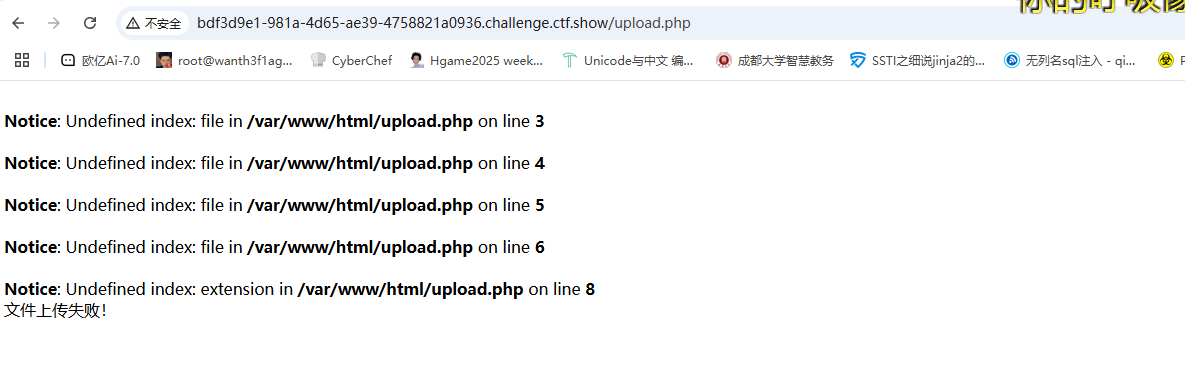 你的呼吸像
不安全 bdf3d9e1-981a-4d65-ae39-4758821a0936.challenge.ctf.show/upload.php
欧亿Ai-7.0 root@wanth3f1ag... CyberChef Hgame2025 week... Unicode与中文 编... 成都大学智慧教务 SSTI之细说jinja2的... 无列名sql注入 - qi...
Notice: Undefined index: file in /var/www/html/upload.php on line 3
Notice: Undefined index: file in /var/www/html/upload.php on line 4
Notice: Undefined index: file in /var/www/html/upload.php on line 5
Notice: Undefined index: file in /var/www/html/upload.php on line 6
Notice: Undefined index: extension in /var/www/html/upload.php on line 8
文件上传失败!